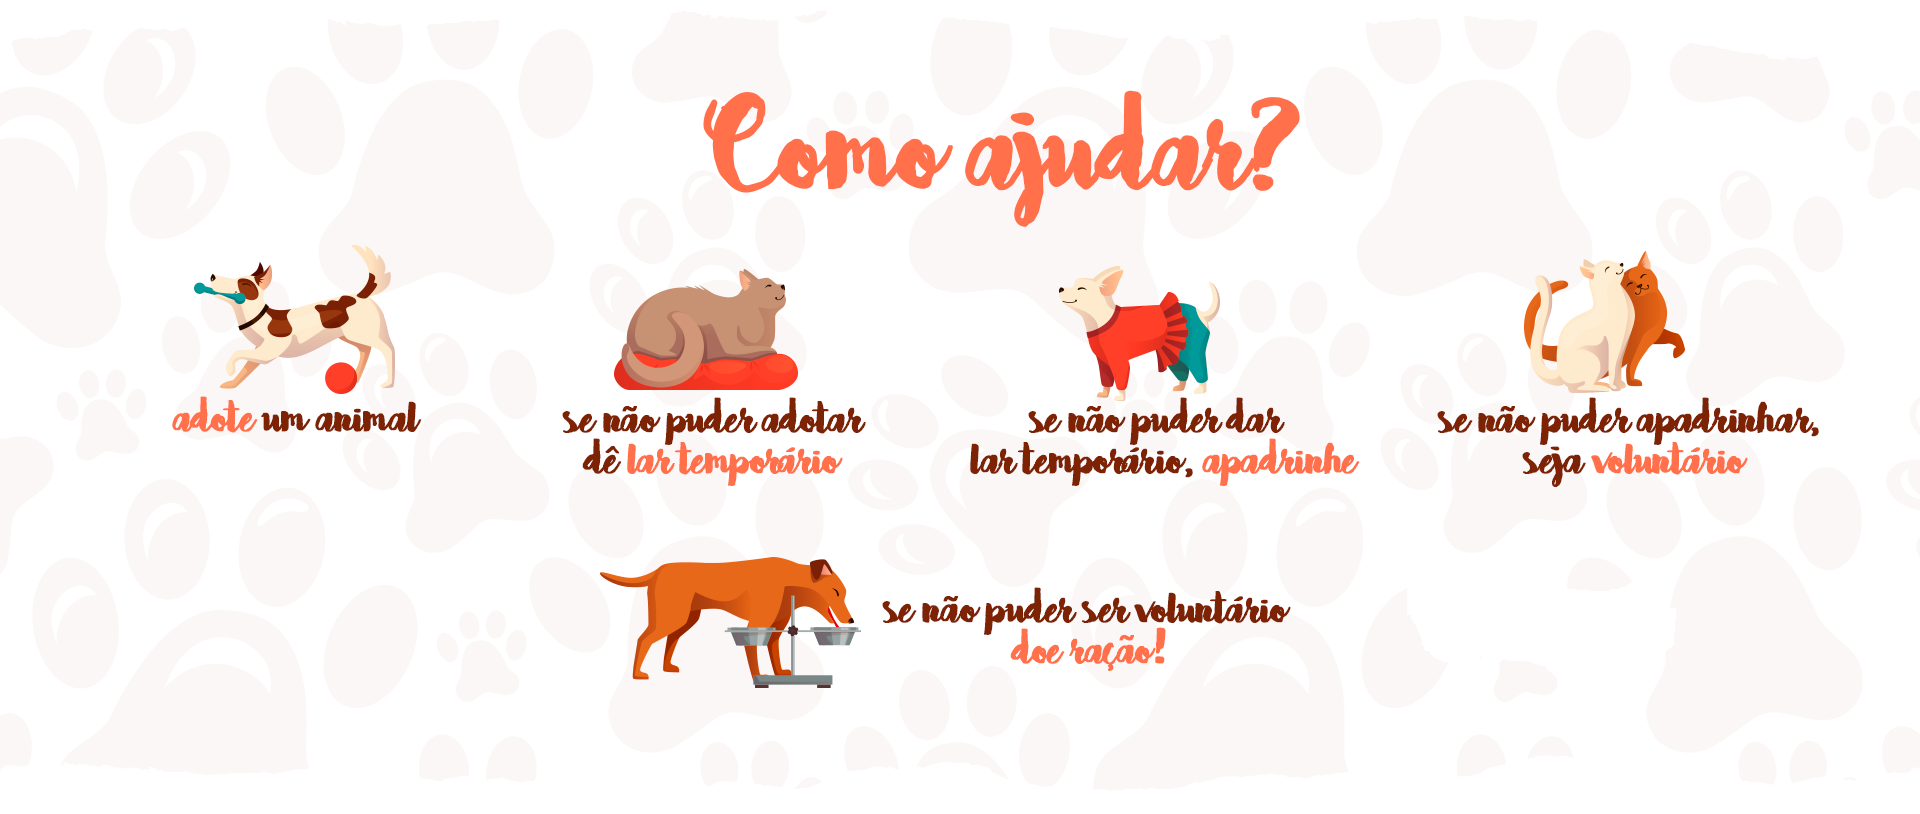 Como ajudar?
adote um animal
se não puder adotar
dê lar temporário
se não puder dar
lar temporário, apadrinhe
se não puder apadrinhar,
seja voluntário
se não puder ser voluntário
doe ração!